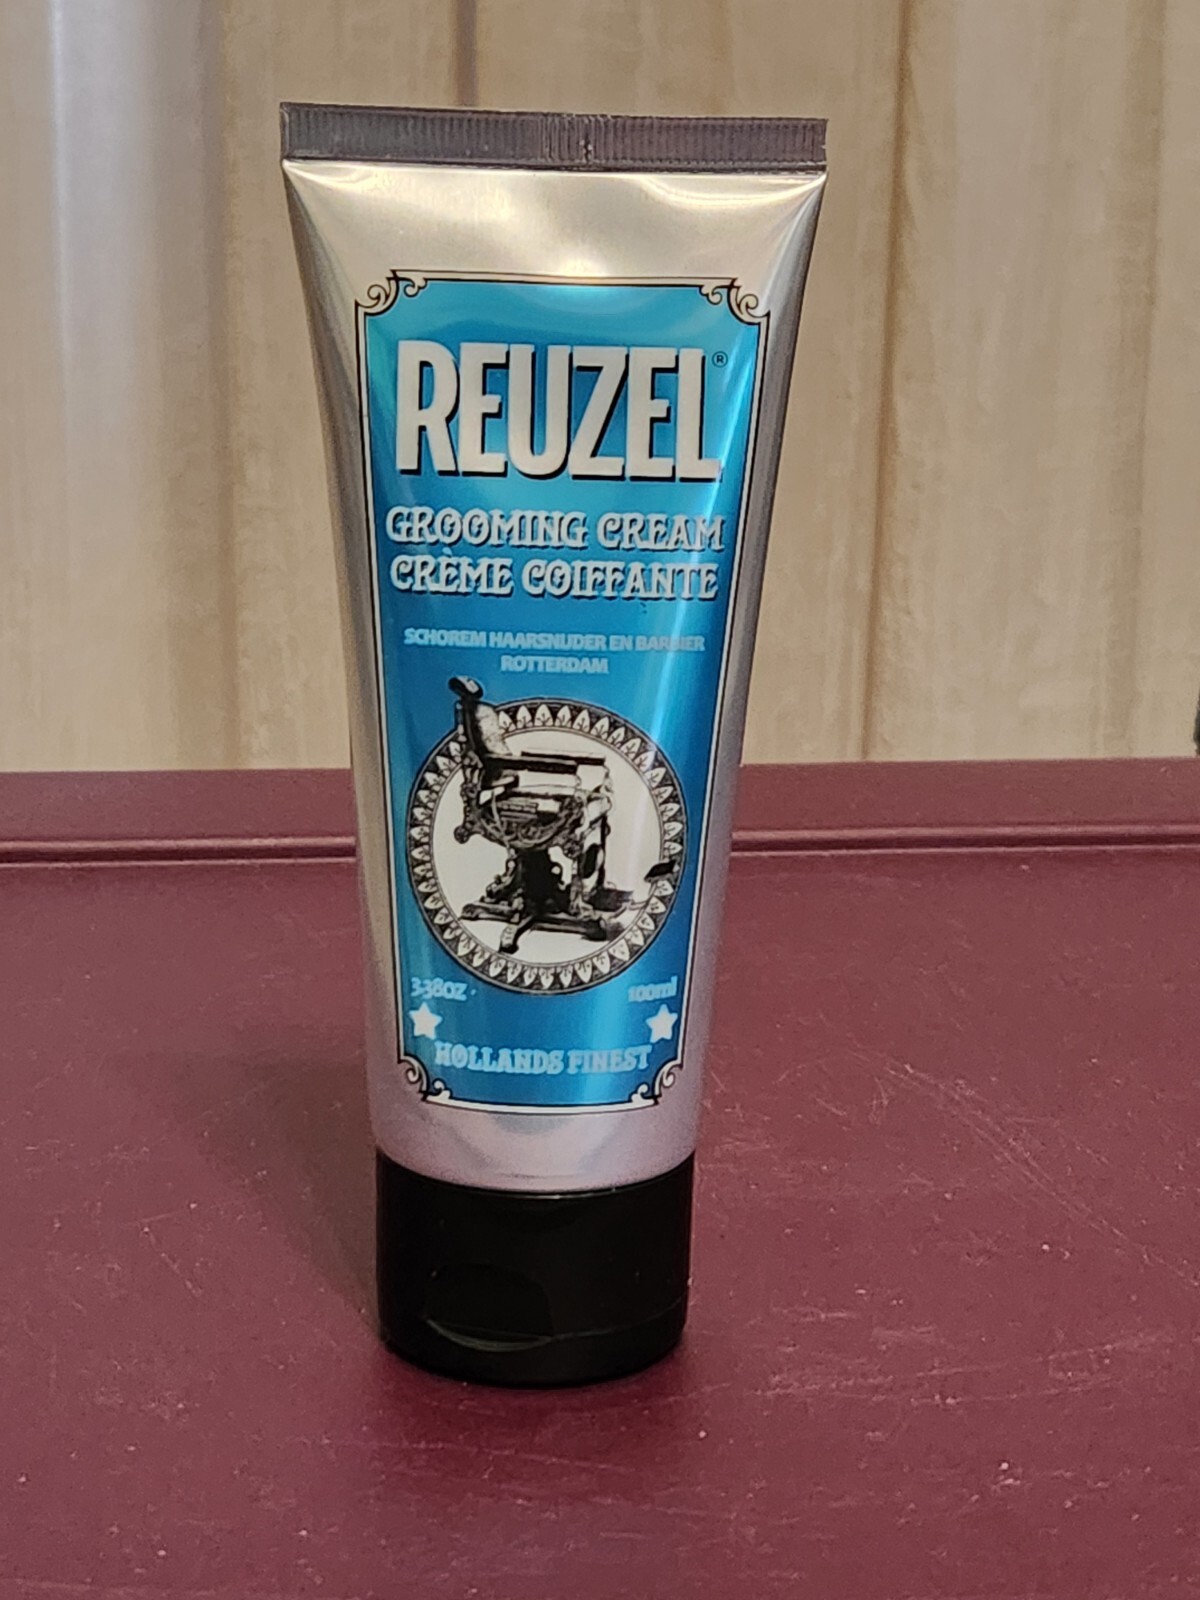 REUZEL®
GROOMING CREAM
CRÈME COIFFANTE
SCHOREM HAARSNIJDER EN BARBIER
ROTTERDAM
3.38oz. 100ml
HOLLANDS FINEST